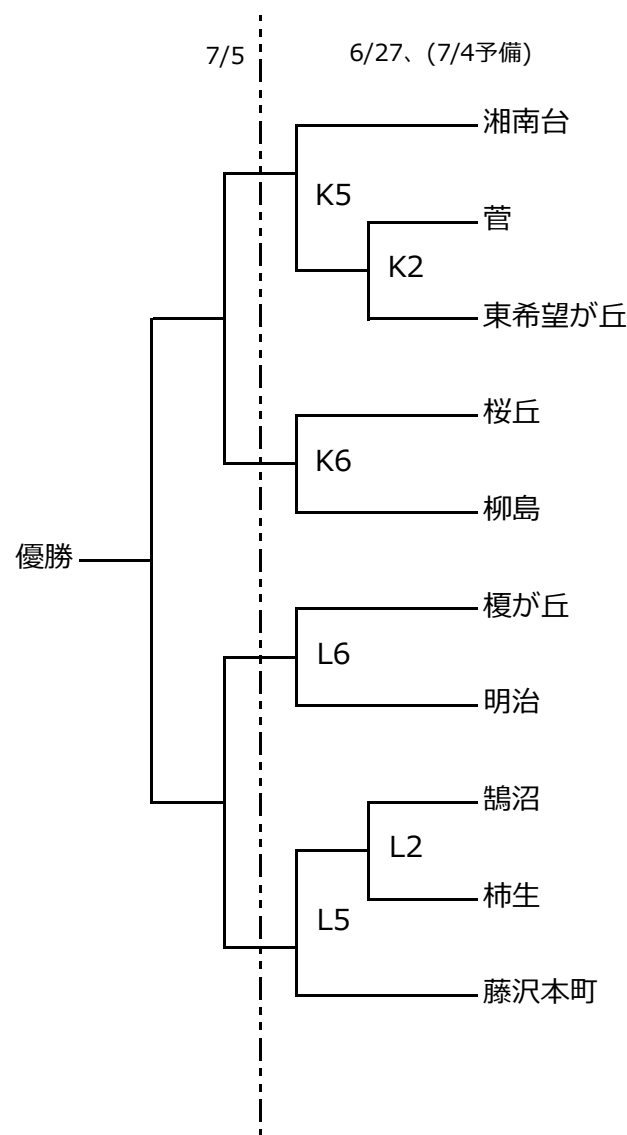 7/5
6/27、(7/4予備)
湘南台
K5
菅
K2
東希望が丘
桜丘
K6
柳島
優勝
榎が丘
L6
明治
鵠沼
L2
柿生
L5
藤沢本町